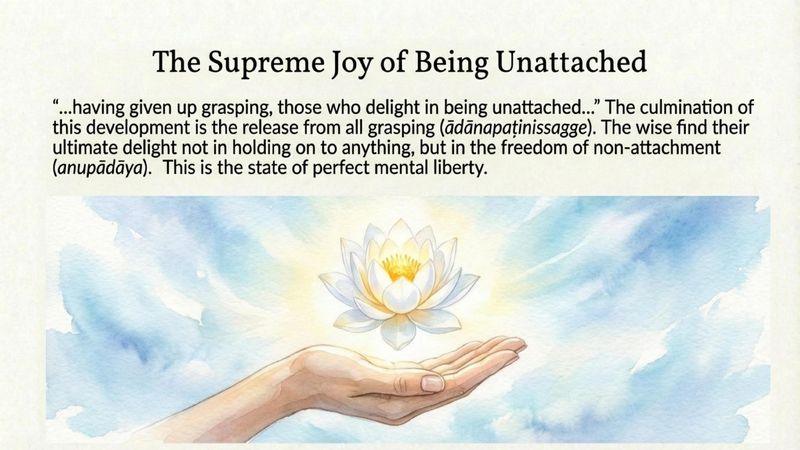 The Supreme Joy of Being Unattached
“...having given up grasping, those who delight in being unattached...” The culmination of
this development is the release from all grasping (ādānapaṭinissagge). The wise find their
ultimate delight not in holding on to anything, but in the freedom of non-attachment
(anupādāya).  This is the state of perfect mental liberty.